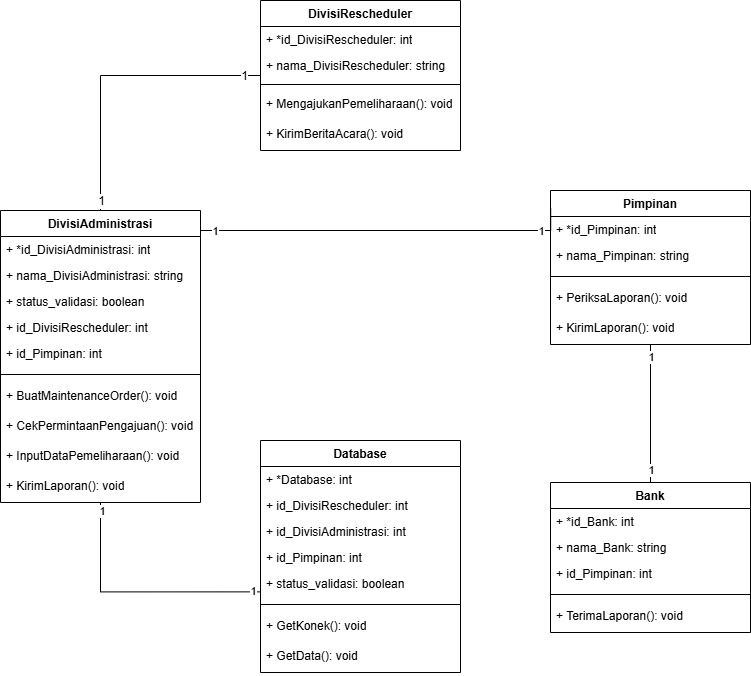 DivisiRescheduler
+ *id_DivisiRescheduler: int
+ nama_DivisiRescheduler: string
+ MengajukanPemeliharaan(): void
+ KirimBeritaAcara(): void
1
1
DivisiAdministrasi
+ *id_DivisiAdministrasi: int
+ nama_DivisiAdministrasi: string
+ status_validasi: boolean
+ id_DivisiRescheduler: int
+ id_Pimpinan: int
+ BuatMaintenanceOrder(): void
+ CekPermintaanPengajuan(): void
+ InputDataPemeliharaan(): void
+ KirimLaporan(): void
1
1
Pimpinan
+ *id_Pimpinan: int
+ nama_Pimpinan: string
+ PeriksaLaporan(): void
+ KirimLaporan(): void
1
1
Database
+ *Database: int
+ id_DivisiRescheduler: int
+ id_DivisiAdministrasi: int
+ id_Pimpinan: int
+ status_validasi: boolean
+ GetKonek(): void
+ GetData(): void
1
1
Bank
+ *id_Bank: int
+ nama_Bank: string
+ id_Pimpinan: int
+ TerimaLaporan(): void